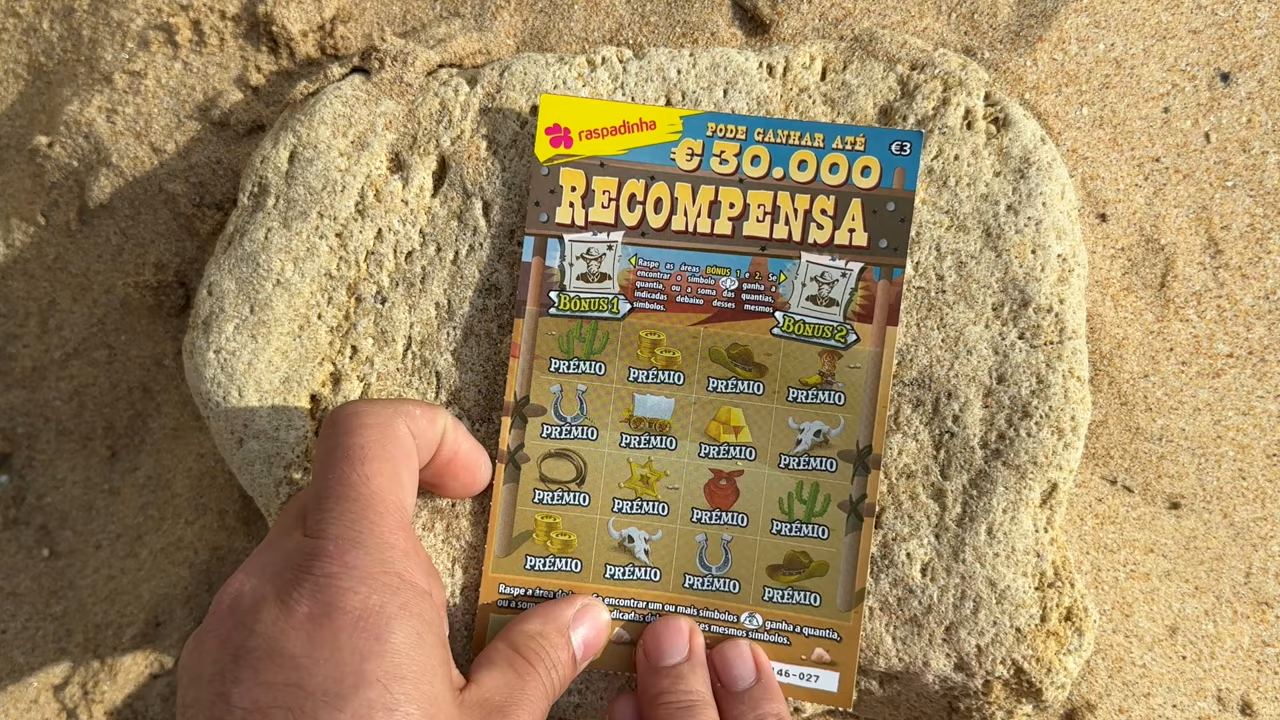 raspadinha
PODE GANHAR ATÉ
€30.000
€3
RECOMPENSA
Raspe as áreas BÓNUS 1 e 2. Se
encontrar o símbolo ganha a
quantia, ou a soma das quantias,
indicadas debaixo desses mesmos
símbolos.
BÓNUS 1
BÓNUS 2
PRÉMIO PRÉMIO PRÉMIO PRÉMIO
PRÉMIO PRÉMIO PRÉMIO PRÉMIO
PRÉMIO PRÉMIO PRÉMIO PRÉMIO
PRÉMIO PRÉMIO PRÉMIO PRÉMIO
Raspe a área do Se encontrar um ou mais símbolos ganha a quantia,
ou a soma mesmos símbolos.
46-027